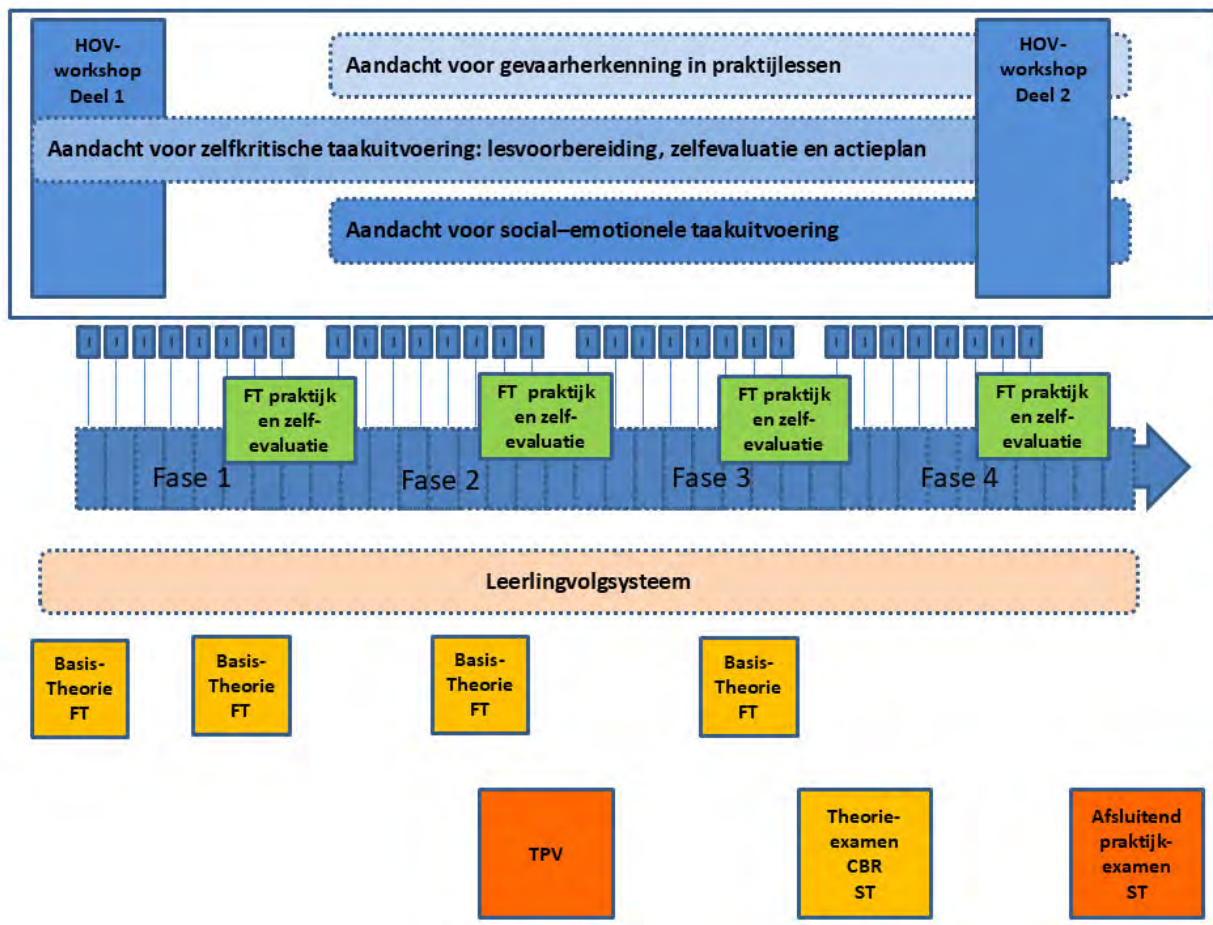 HOV-
workshop
Deel 1
Aandacht voor gevaarherkenning in praktijlessen
HOV-
workshop
Deel 2
Aandacht voor zelfkritische taakuitvoering: lesvoorbereiding, zelfevaluatie en actieplan
Aandacht voor social–emotionele taakuitvoering
FT praktijk
en zelf-
evaluatie
FT praktijk
en zelf-
evaluatie
FT praktijk
en zelf-
evaluatie
FT praktijk
en zelf-
evaluatie
Fase 1
Fase 2
Fase 3
Fase 4
Leerlingvolgsysteem
Basis-
Theorie
FT
Basis-
Theorie
FT
Basis-
Theorie
FT
Basis-
Theorie
FT
TPV
Theorie-
examen
CBR
ST
Afsluitend
praktijk-
examen
ST